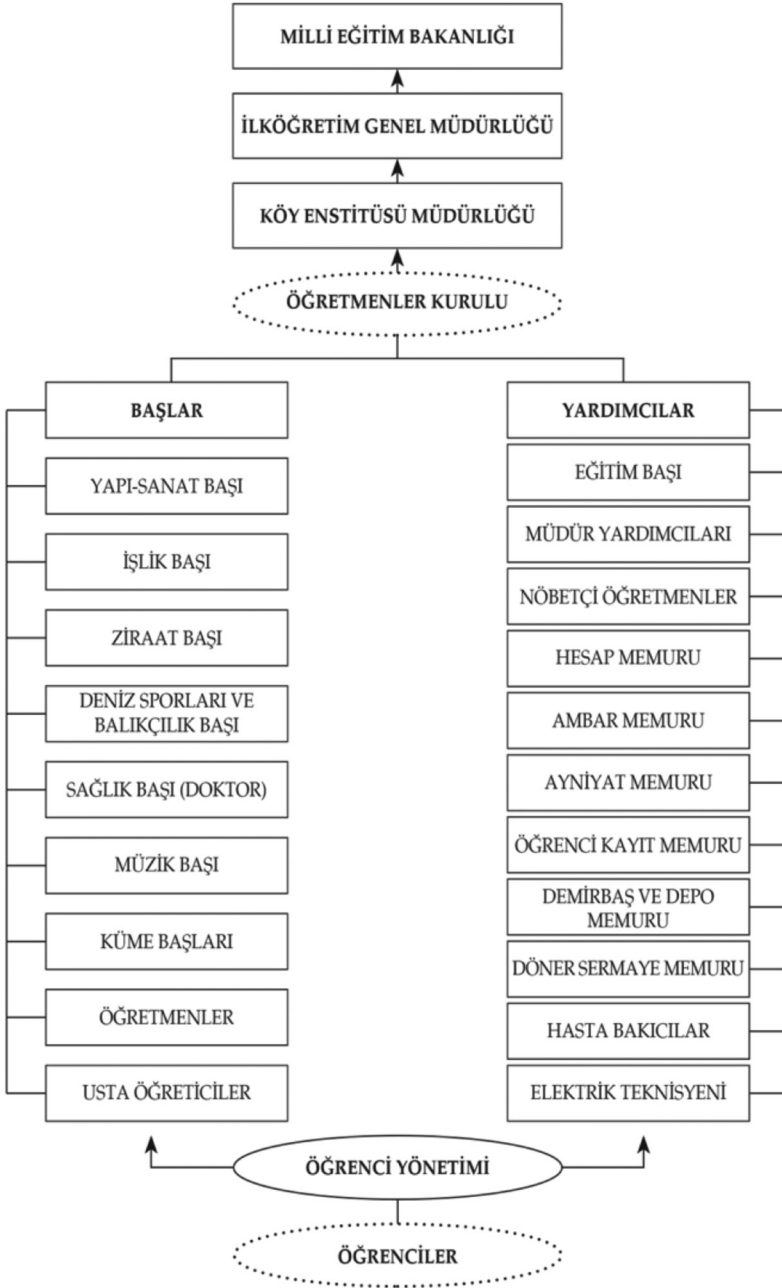 MİLLİ EĞİTİM BAKANLIĞI
İLKÖĞRETİM GENEL MÜDÜRLÜĞÜ
KÖY ENSTİTÜSÜ MÜDÜRLÜĞÜ
ÖĞRETMENLER KURULU
BAŞLAR
YAPI-SANAT BAŞI
İŞLİK BAŞI
ZİRAAT BAŞI
DENİZ SPORLARI VE
BALIKÇILIK BAŞI
SAĞLIK BAŞI (DOKTOR)
MÜZİK BAŞI
KÜME BAŞLARI
ÖĞRETMENLER
USTA ÖĞRETİCİLER
YARDIMCILAR
EĞİTİM BAŞI
MÜDÜR YARDIMCILARI
NÖBETÇİ ÖĞRETMENLER
HESAP MEMURU
AMBAR MEMURU
AYNİYAT MEMURU
ÖĞRENCİ KAYIT MEMURU
DEMİRBAŞ VE DEPO
MEMURU
DÖNER SERMAYE MEMURU
HASTA BAKICILAR
ELEKTRİK TEKNİSYENİ
ÖĞRENCİ YÖNETİMİ
ÖĞRENCİLER